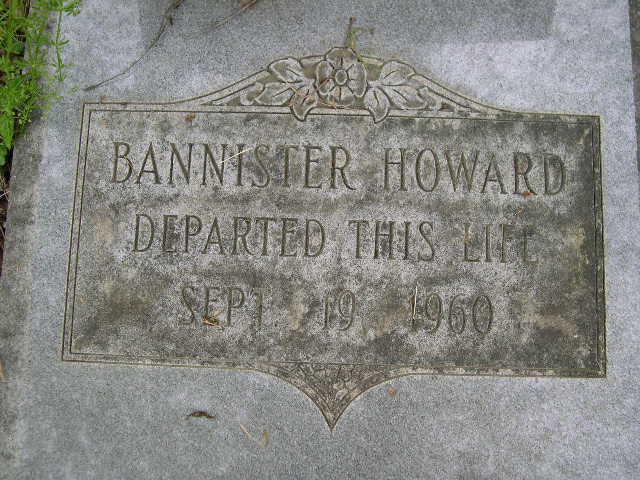 BANNISTER HOWARD
DEPARTED THIS LIFE
SEPT. 19, 1960